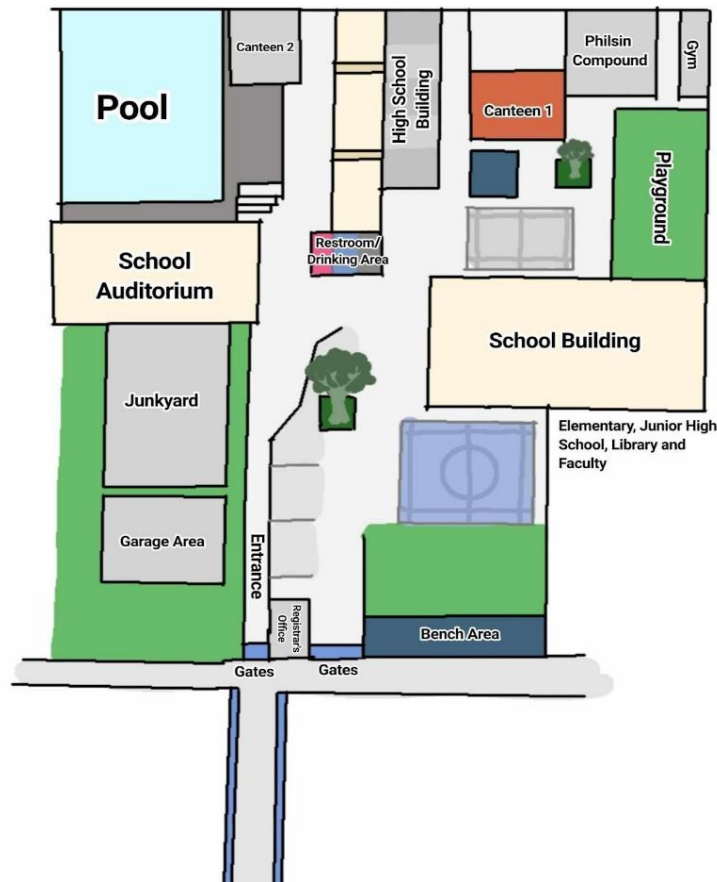 Canteen 2
Philsin
Compound
Gym
High School
Building
Pool
Canteen 1
Playground
Restroom/
Drinking Area
School
Auditorium
School Building
Junkyard
Elementary, Junior High
School, Library and
Faculty
Garage Area
Entrance
Registrar's
Office
Bench Area
Gates
Gates